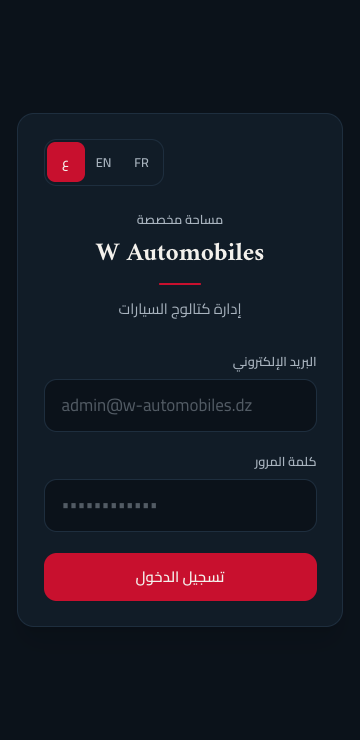 ع EN FR
مساحة مخصصة
W Automobiles
إدارة كتالوج السيارات
البريد الإلكتروني
admin@w-automobiles.dz
كلمة المرور
تسجيل الدخول